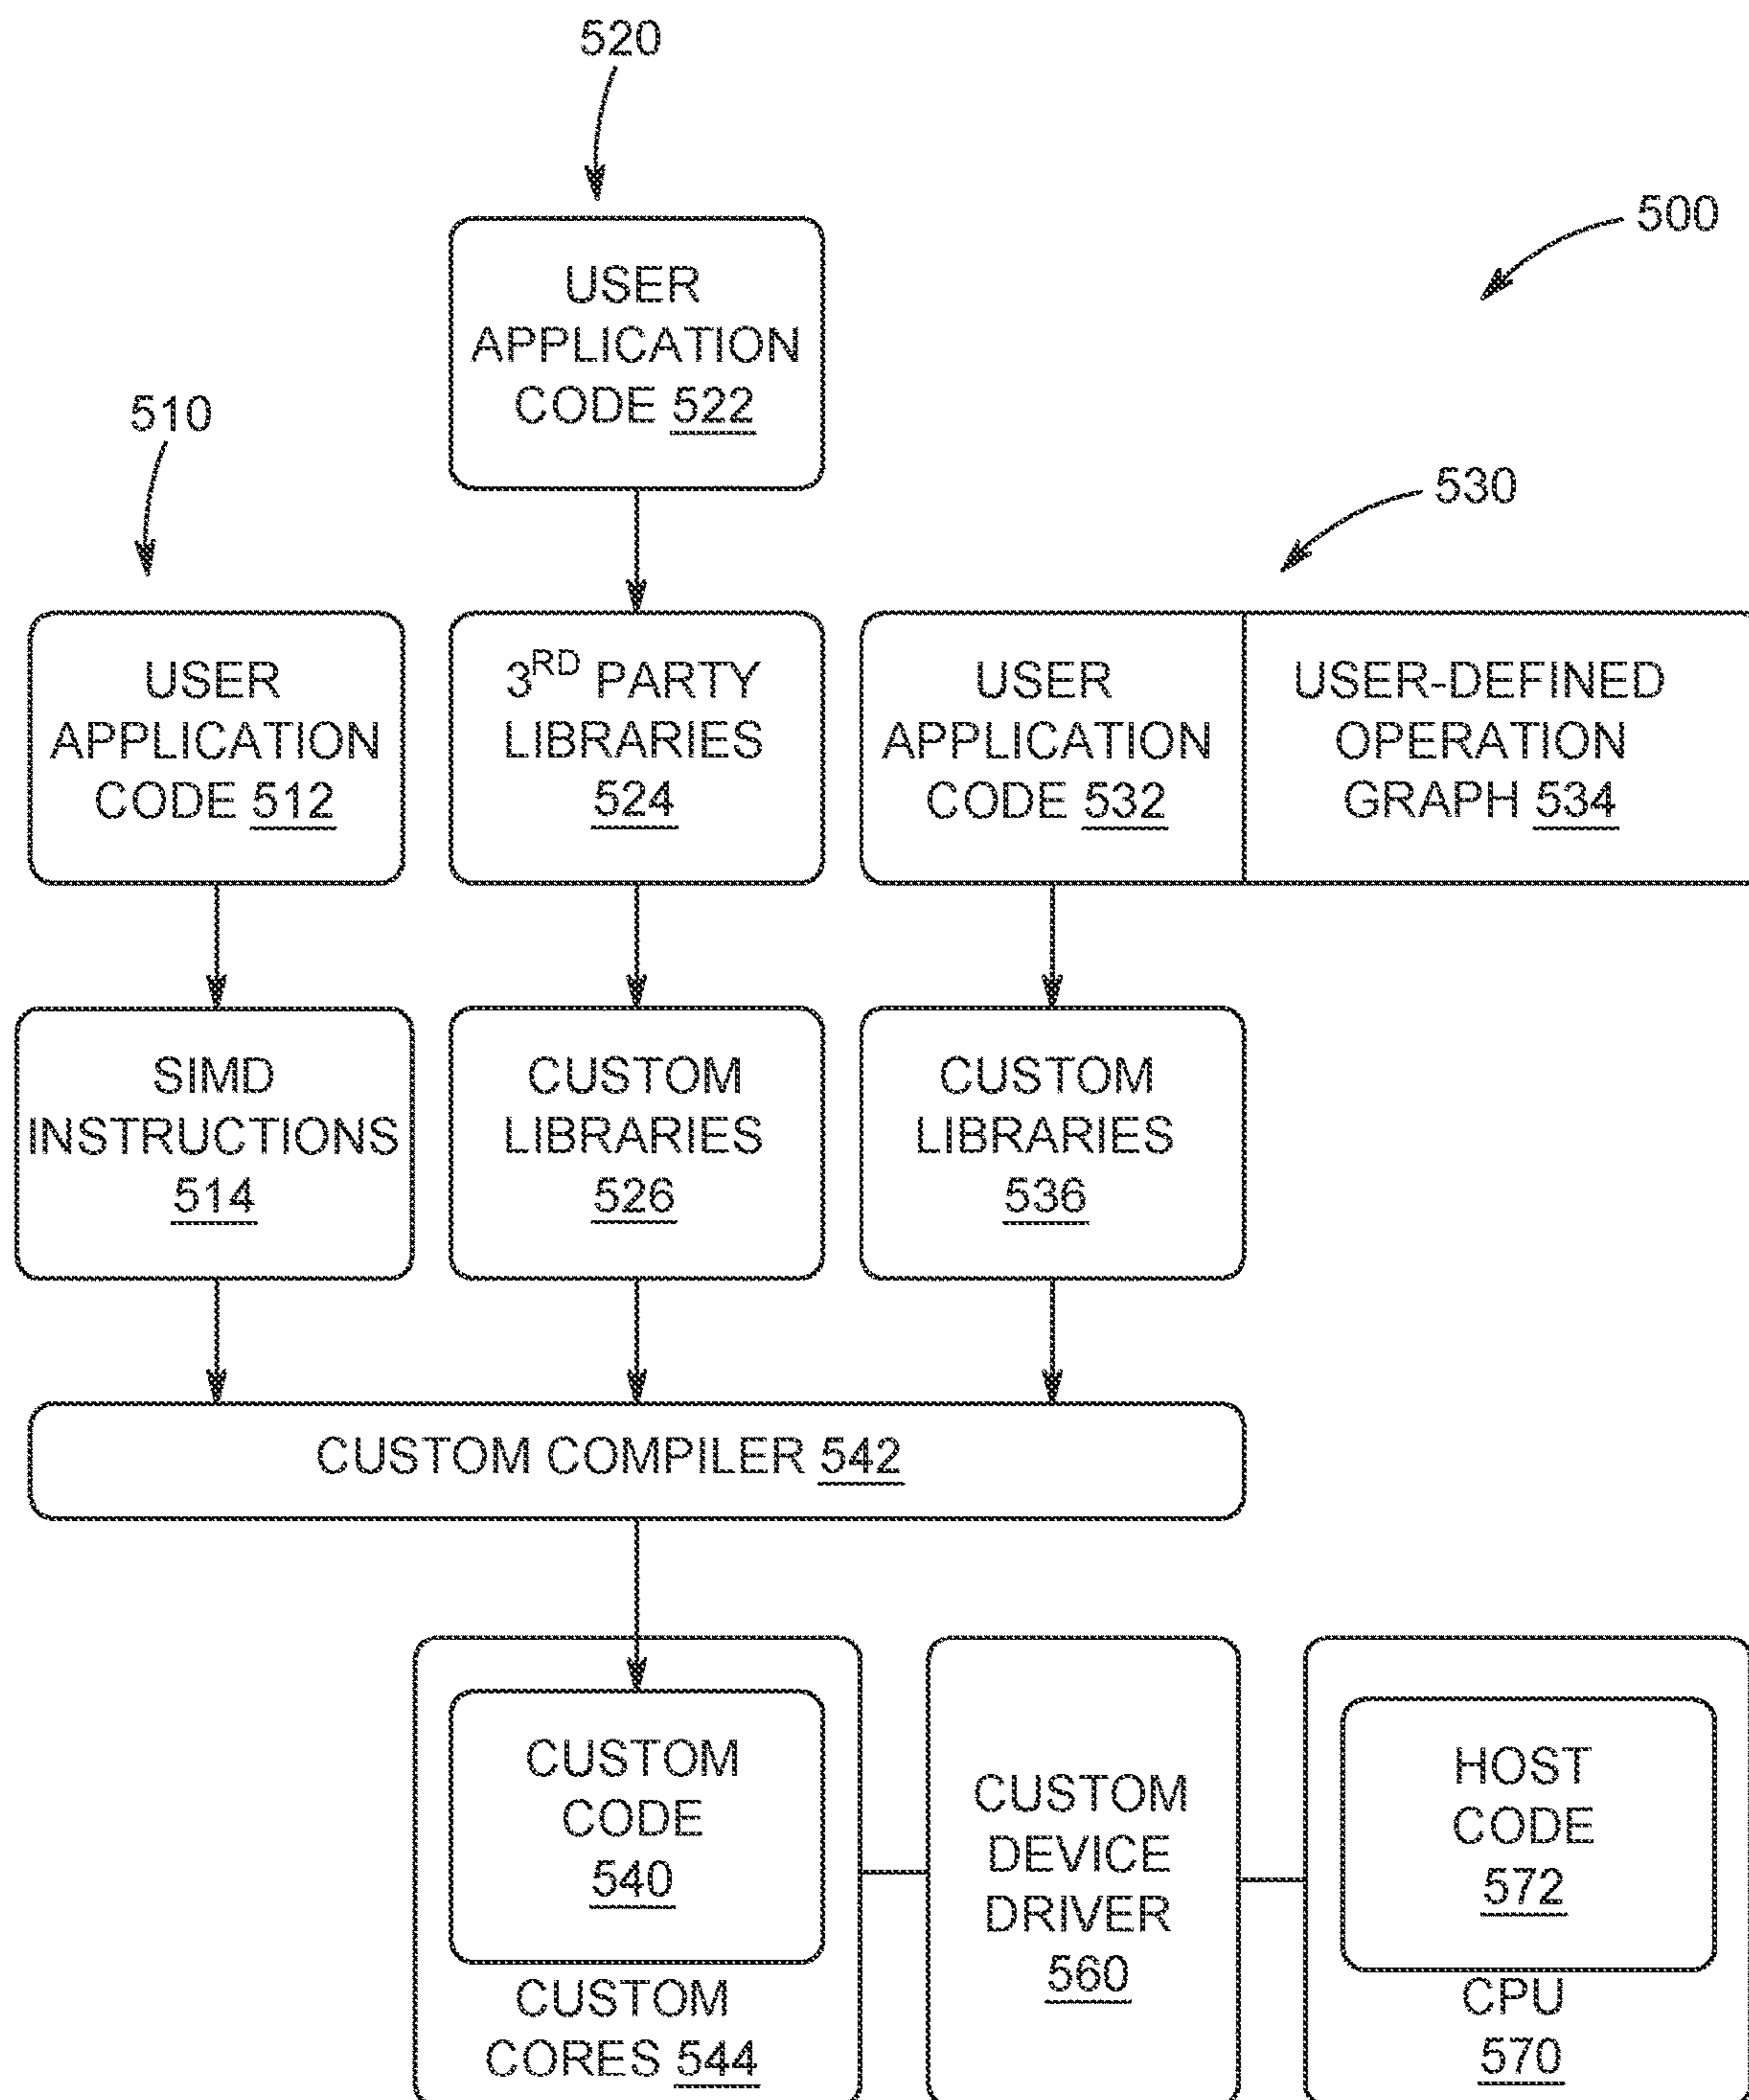 520
500
USER
APPLICATION
CODE 522
510
530
USER
APPLICATION
CODE 512
3RD PARTY
LIBRARIES
524
USER
APPLICATION
CODE 532
USER-DEFINED
OPERATION
GRAPH 534
SIMD
INSTRUCTIONS
514
CUSTOM
LIBRARIES
526
CUSTOM
LIBRARIES
536
CUSTOM COMPILER 542
CUSTOM
CODE
540
CUSTOM
CORES 544
CUSTOM
DEVICE
DRIVER
560
HOST
CODE
572
CPU
570